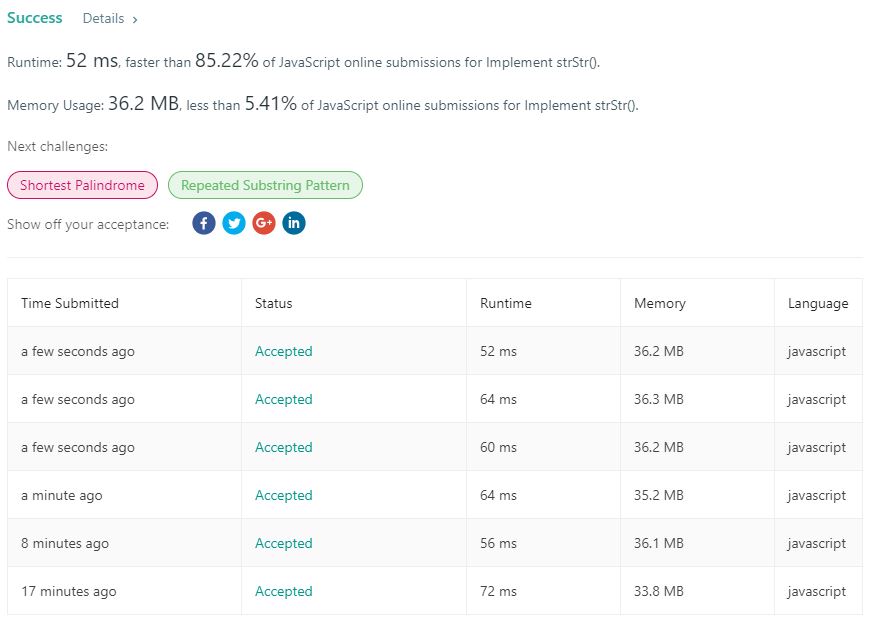 Success Details ›
Runtime: 52 ms, faster than 85.22% of JavaScript online submissions for Implement strStr().
Memory Usage: 36.2 MB, less than 5.41% of JavaScript online submissions for Implement strStr().
Next challenges:
Shortest Palindrome Repeated Substring Pattern
Show off your acceptance: f G+ in
Time Submitted Status Runtime Memory Language
a few seconds ago Accepted 52 ms 36.2 MB javascript
a few seconds ago Accepted 64 ms 36.3 MB javascript
a few seconds ago Accepted 60 ms 36.2 MB javascript
a minute ago Accepted 64 ms 35.2 MB javascript
8 minutes ago Accepted 56 ms 36.1 MB javascript
17 minutes ago Accepted 72 ms 33.8 MB javascript